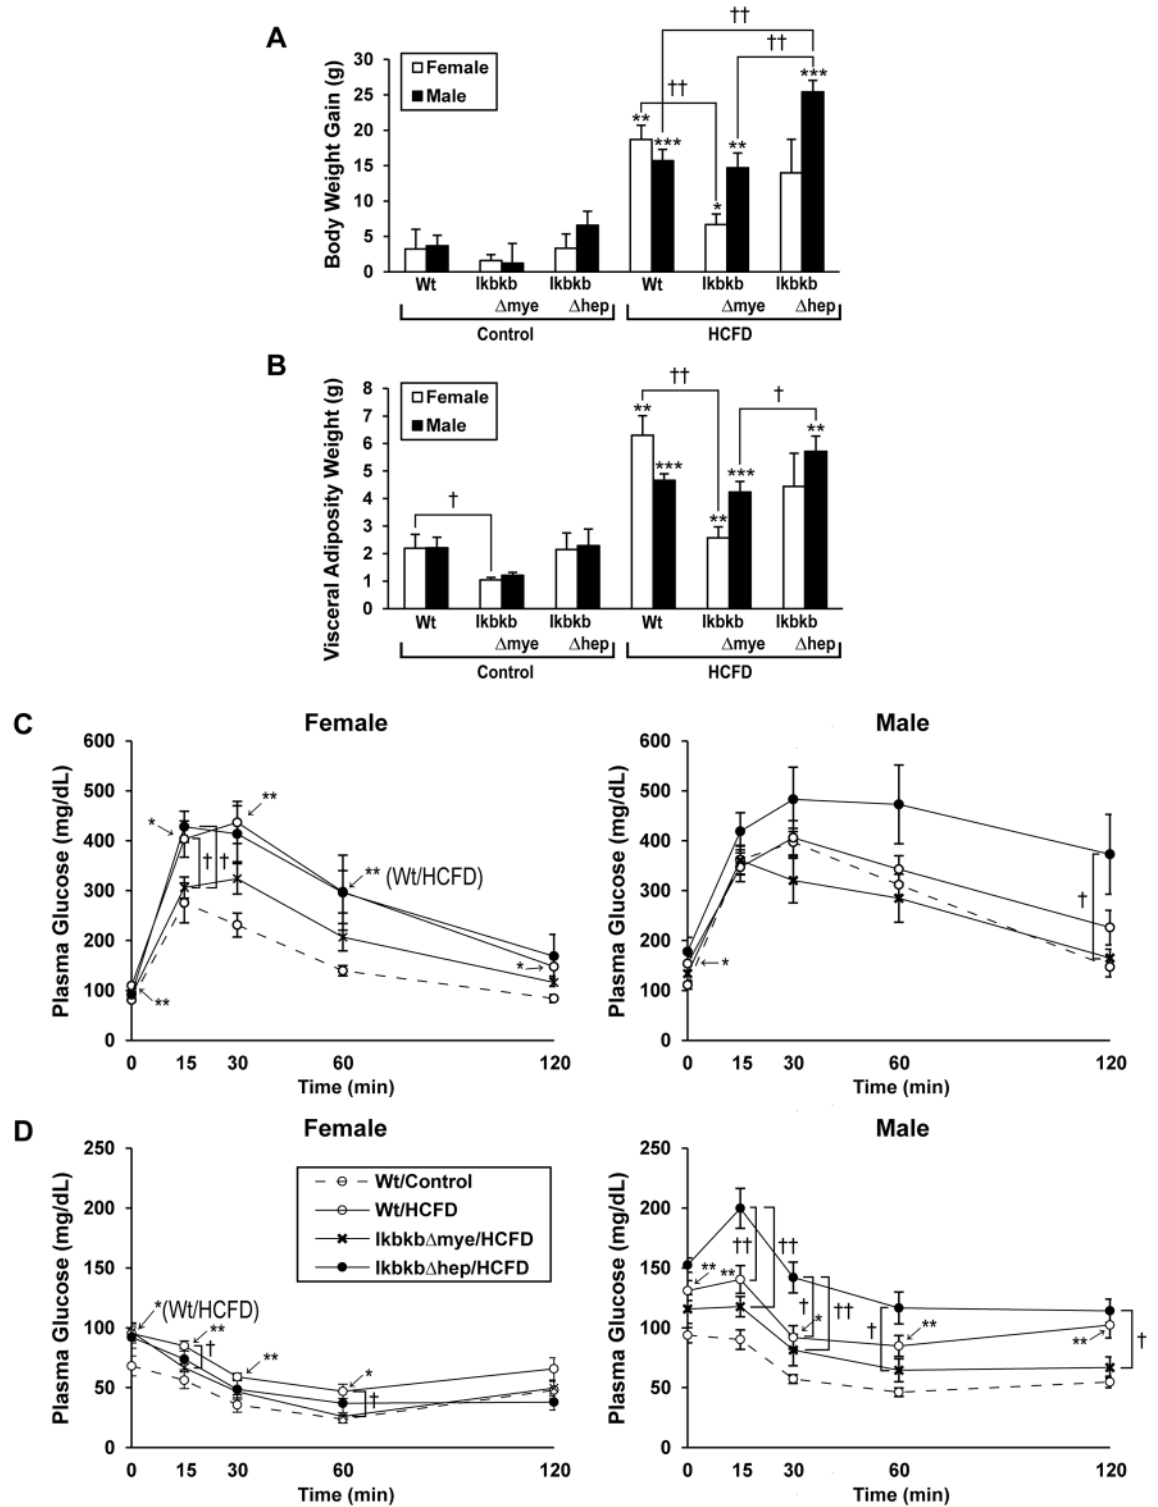 A
Body Weight Gain (g)
30
25
20
15
10
5
0
Female
Male
††
††
††
**
***
*
**
***
Wt Ikbkb Ikbkb Wt Ikbkb Ikbkb
Δmye Δhep Δmye Δhep
Control HCFD
B
Visceral Adiposity Weight (g)
8
7
6
5
4
3
2
1
0
Female
Male
†
††
†
**
***
**
***
**
Wt Ikbkb Ikbkb Wt Ikbkb Ikbkb
Δmye Δhep Δmye Δhep
Control HCFD
C
Female
Plasma Glucose (mg/dL)
600
500
400
300
200
100
0
*
**
† †
** (Wt/HCFD)
*
**
0 15 30 60 120
Time (min)
Male
Plasma Glucose (mg/dL)
600
500
400
300
200
100
0
*
†
0 15 30 60 120
Time (min)
D
Female
Plasma Glucose (mg/dL)
250
200
150
100
50
0
Wt/Control
Wt/HCFD
IkbkbΔmye/HCFD
IkbkbΔhep/HCFD
*(Wt/HCFD)
**
†
**
*
†
0 15 30 60 120
Time (min)
Male
Plasma Glucose (mg/dL)
250
200
150
100
50
0
†† ††
** **
† ††
*
†
**
**
†
0 15 30 60 120
Time (min)